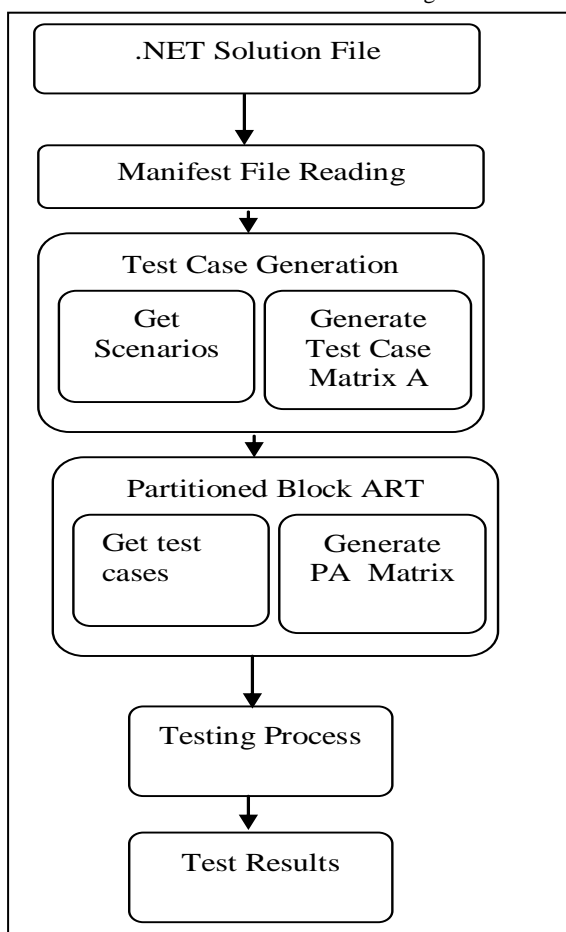 .NET Solution File
Manifest File Reading
Test Case Generation
Get
Scenarios
Generate
Test Case
Matrix A
Partitioned Block ART
Get test
cases
Generate
PA Matrix
Testing Process
Test Results